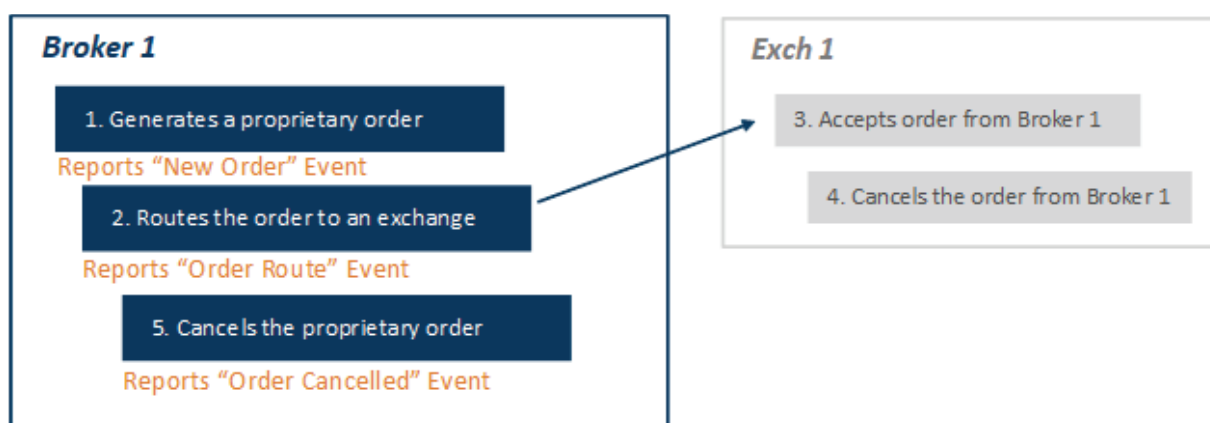 Broker 1
1. Generates a proprietary order
Reports “New Order” Event
2. Routes the order to an exchange
Reports “Order Route” Event
5. Cancels the proprietary order
Reports “Order Cancelled” Event
Exch 1
3. Accepts order from Broker 1
4. Cancels the order from Broker 1